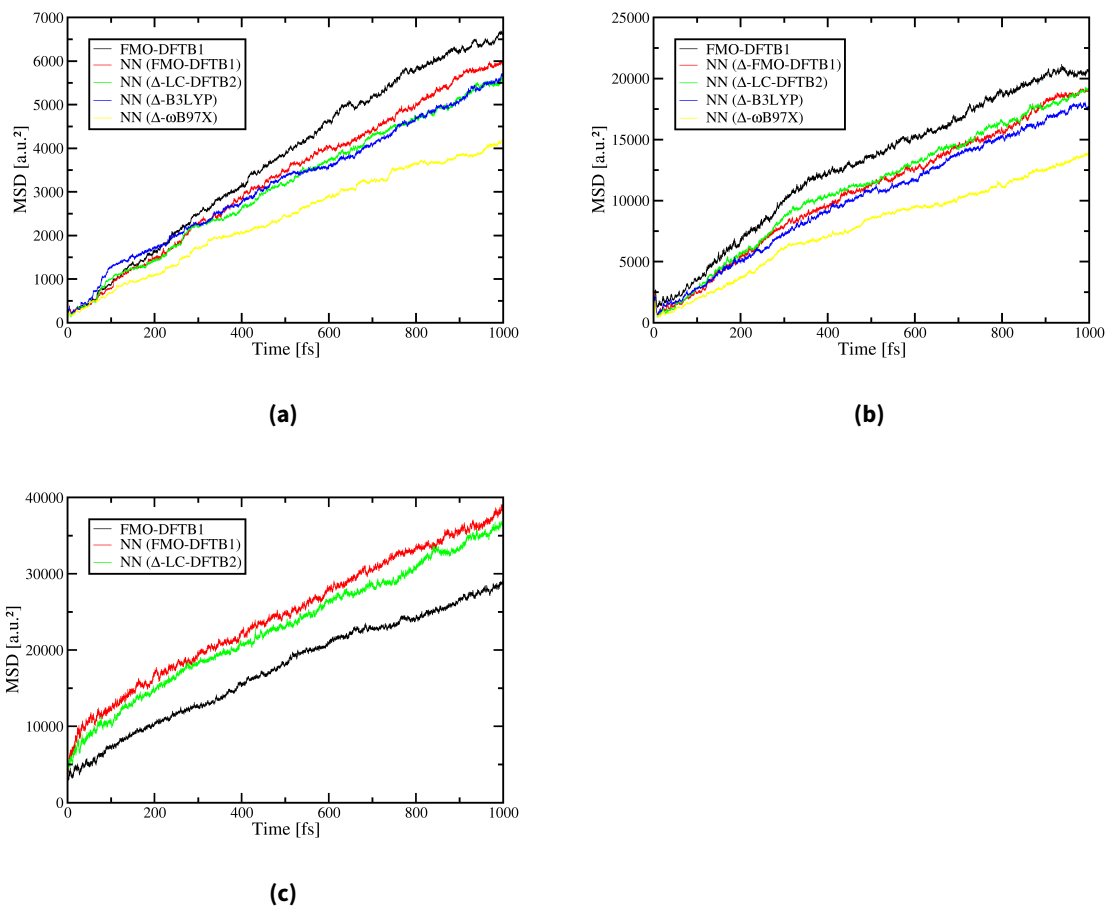 7000
6000
5000
4000
3000
2000
1000
0
MSD [a.u.²]
FMO-DFTB1
NN (FMO-DFTB1)
NN (Δ-LC-DFTB2)
NN (Δ-B3LYP)
NN (Δ-ωB97X)
0 200 400 600 800 1000
Time [fs]
(a)
25000
20000
15000
10000
5000
0
MSD [a.u.²]
FMO-DFTB1
NN (Δ-FMO-DFTB1)
NN (Δ-LC-DFTB2)
NN (Δ-B3LYP)
NN (Δ-ωB97X)
0 200 400 600 800 1000
Time [fs]
(b)
40000
30000
20000
10000
0
MSD [a.u.²]
FMO-DFTB1
NN (FMO-DFTB1)
NN (Δ-LC-DFTB2)
0 200 400 600 800 1000
Time [fs]
(c)